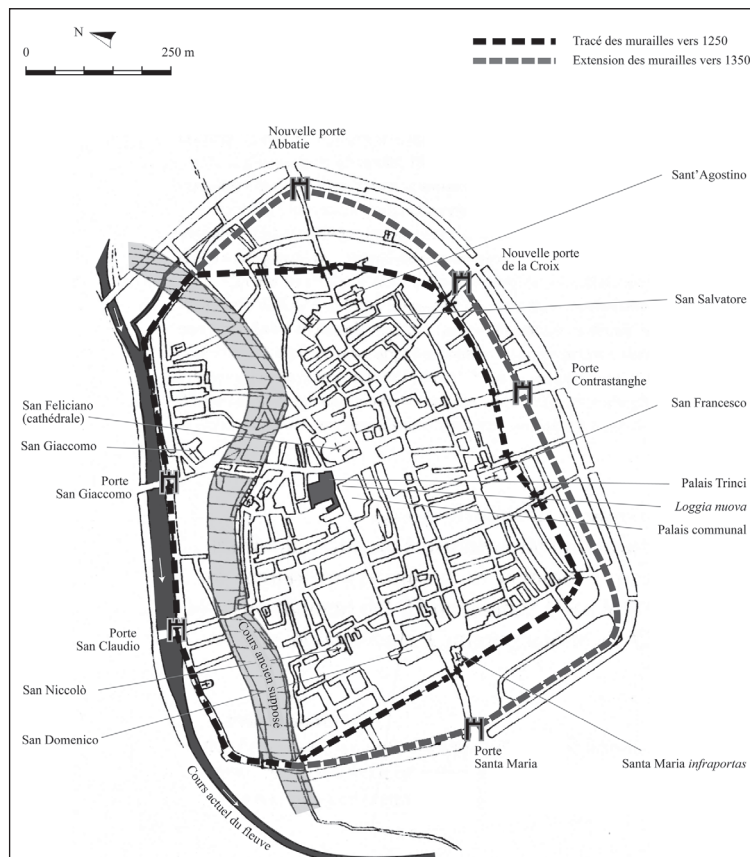 N
0
250 m
Tracé des murailles vers 1250
Extension des murailles vers 1350
Nouvelle porte
Abbatie
Sant’Agostino
Nouvelle porte
de la Croix
San Salvatore
Porte
Contrastanghe
San Feliciano
(cathédrale)
San Francesco
San Giaccomo
Porte
San Giaccomo
Palais Trinci
Loggia nuova
Palais communal
Porte
San Claudio
Cours ancien supposé
San Niccolò
San Domenico
Porte
Santa Maria
Santa Maria infraportas
Cours actuel du fleuve